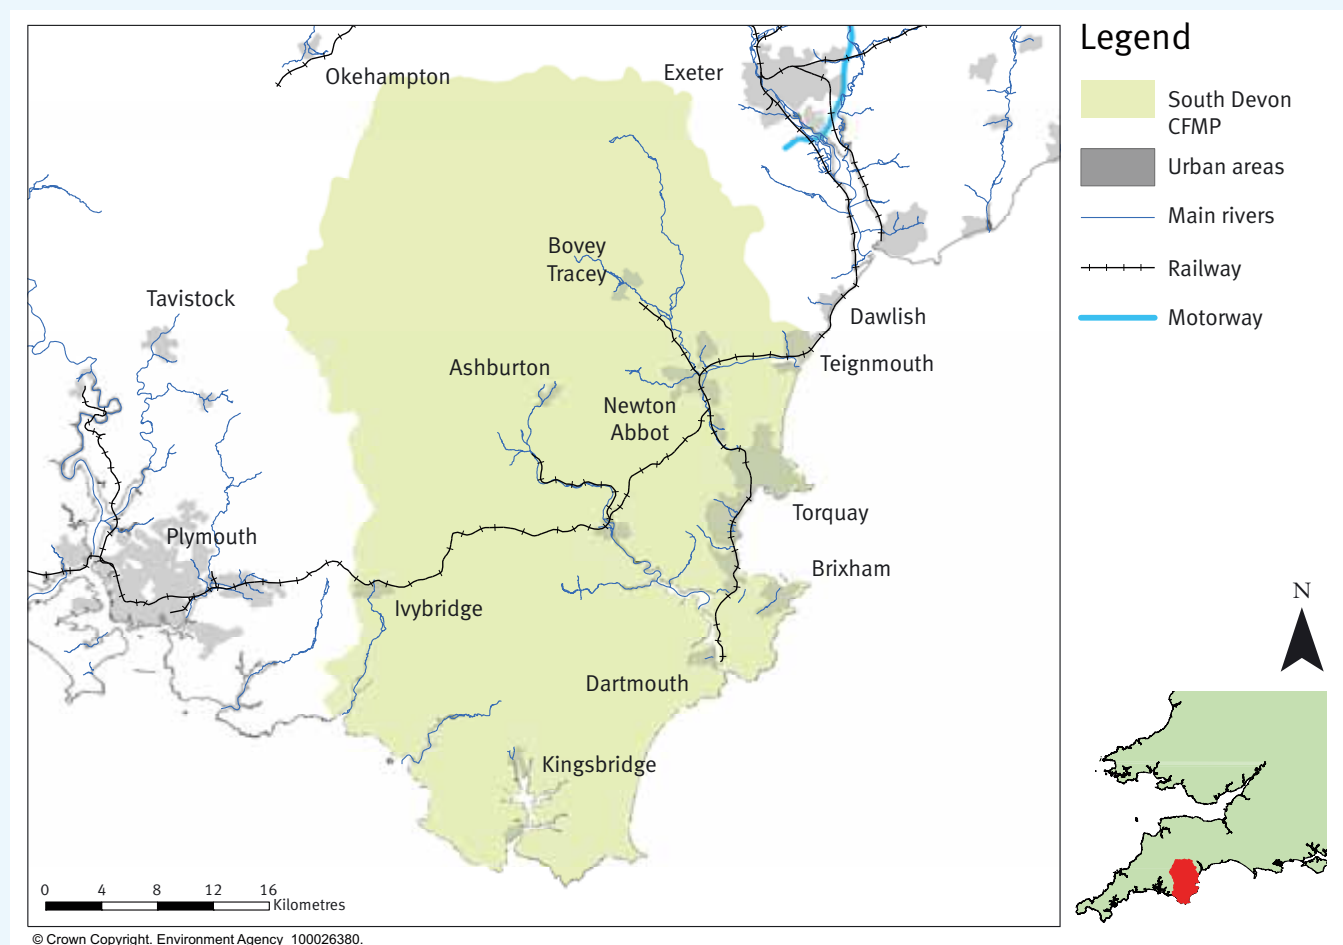 Okehampton
Exeter
Bovey
Tracey
Tavistock
Dawlish
Teignmouth
Ashburton
Newton
Abbot
Torquay
Plymouth
Brixham
Ivybridge
Dartmouth
Kingsbridge
0 4 8 12 16
Kilometres
© Crown Copyright. Environment Agency 100026380.
Legend
South Devon
CFMP
Urban areas
Main rivers
Railway
Motorway
N